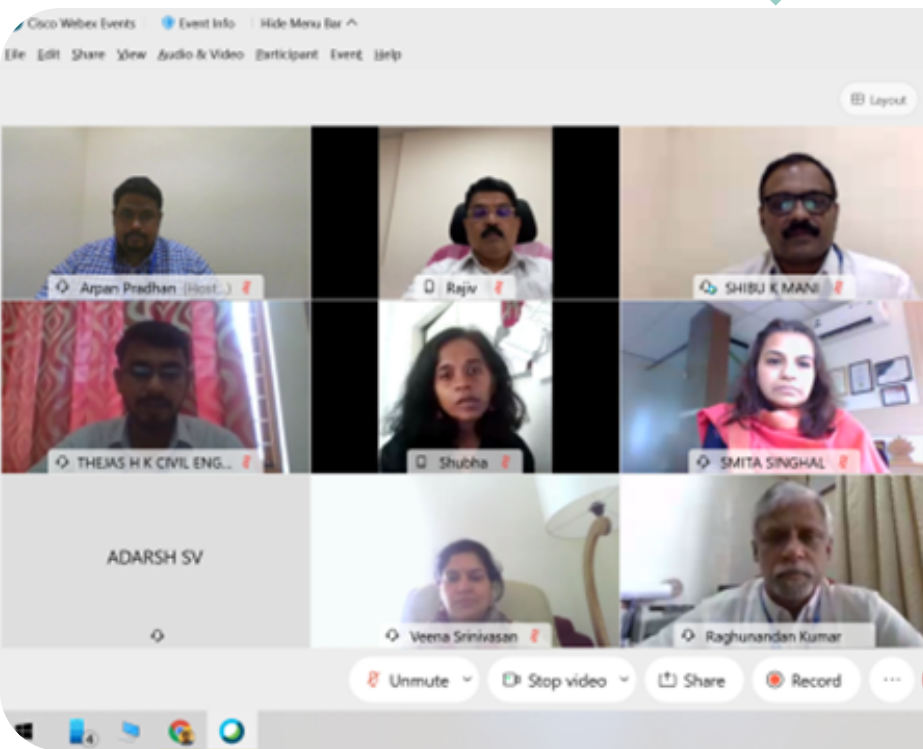 Cisco Webex Events Event Info Hide Menu Bar
File Edit Share View Audio & Video Participant Event Help
Layout
Arpan Pradhan (Host...)
Rajiv
SHIBU K MANI
THEJAS H K CIVIL ENG...
Shubha
SMITA SINGHAL
ADARSH SV
Veena Srinivasan
Raghunandan Kumar
Unmute Stop video Share Record ...
4